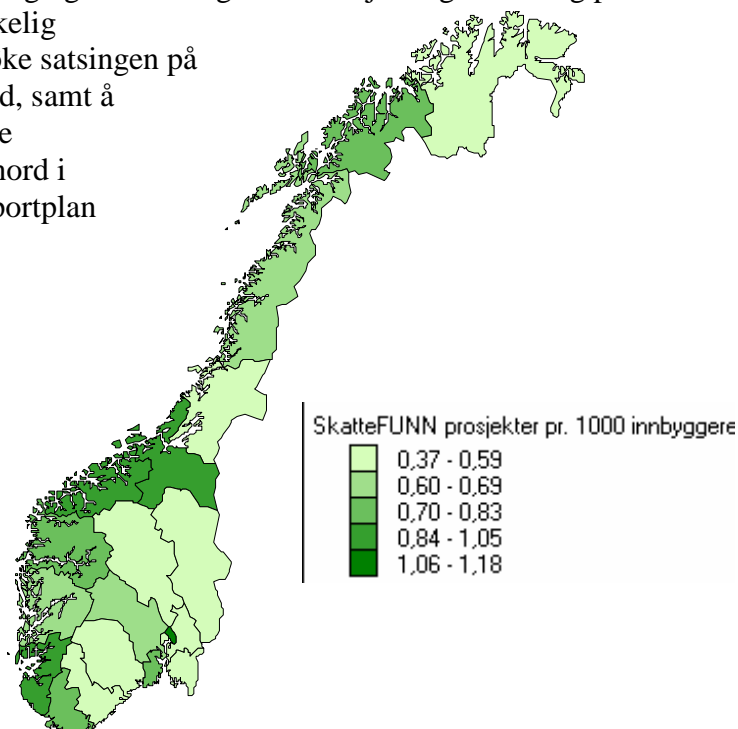 kelig
ke satsingen på
d, samt å
e
nord i
portplan
SkatteFUNN prosjekter pr. 1000 innbyggere
0,37 - 0,59
0,60 - 0,69
0,70 - 0,83
0,84 - 1,05
1,06 - 1,18